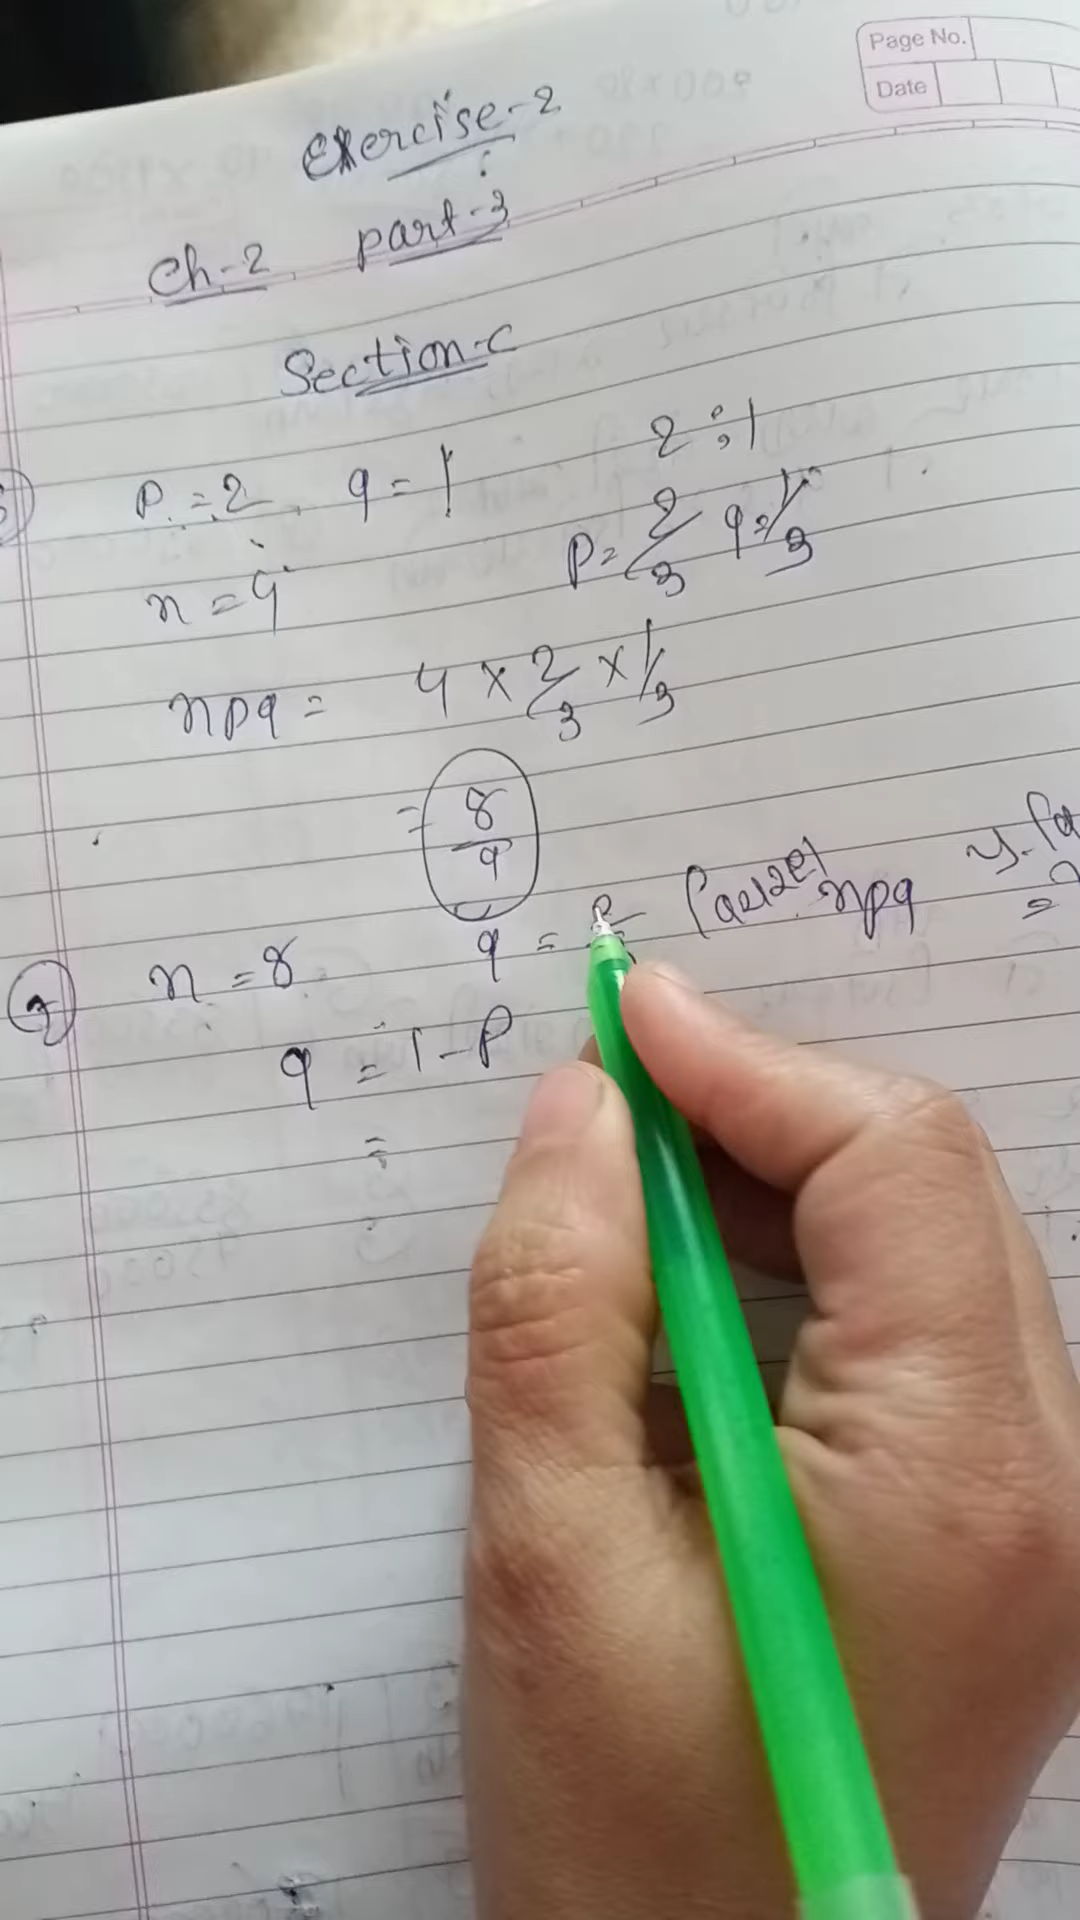 Page No.
Date
Exercise-2
Ch-2 part-3
Section-C
P = 2 q = 1 2 : 1
n = 4 P = 2/3 q = 1/3
npq = 4 × 2/3 × 1/3
= 8/9
7 n = 8 q = npq
q = 1 - P
=